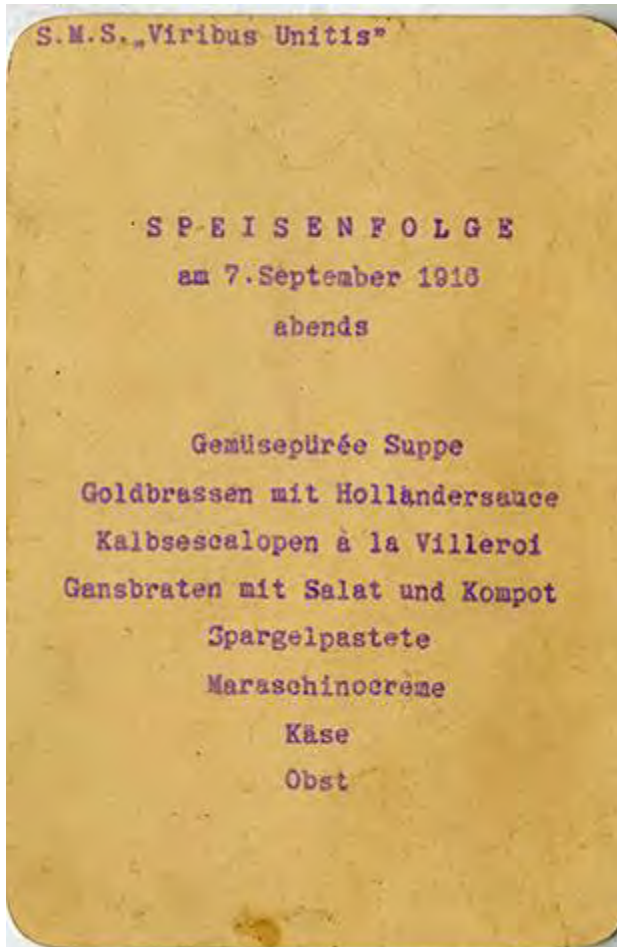 S.M.S. „Viribus Unitis"
SPEISENFOLGE
am 7. September 1916
abends
Gemüsepürée Suppe
Goldbrassen mit Holländersauce
Kalbsescalopen à la Villeroi
Gansbraten mit Salat und Kompot
Spargelpastete
Maraschinocrème
Käse
Obst